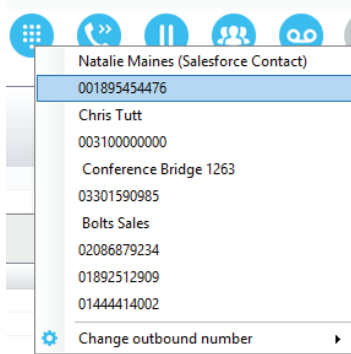 Natalie Maines (Salesforce Contact)
001895454476
Chris Tutt
003100000000
Conference Bridge 1263
03301590985
Bolts Sales
02086879234
01892512909
01444414002
Change outbound number